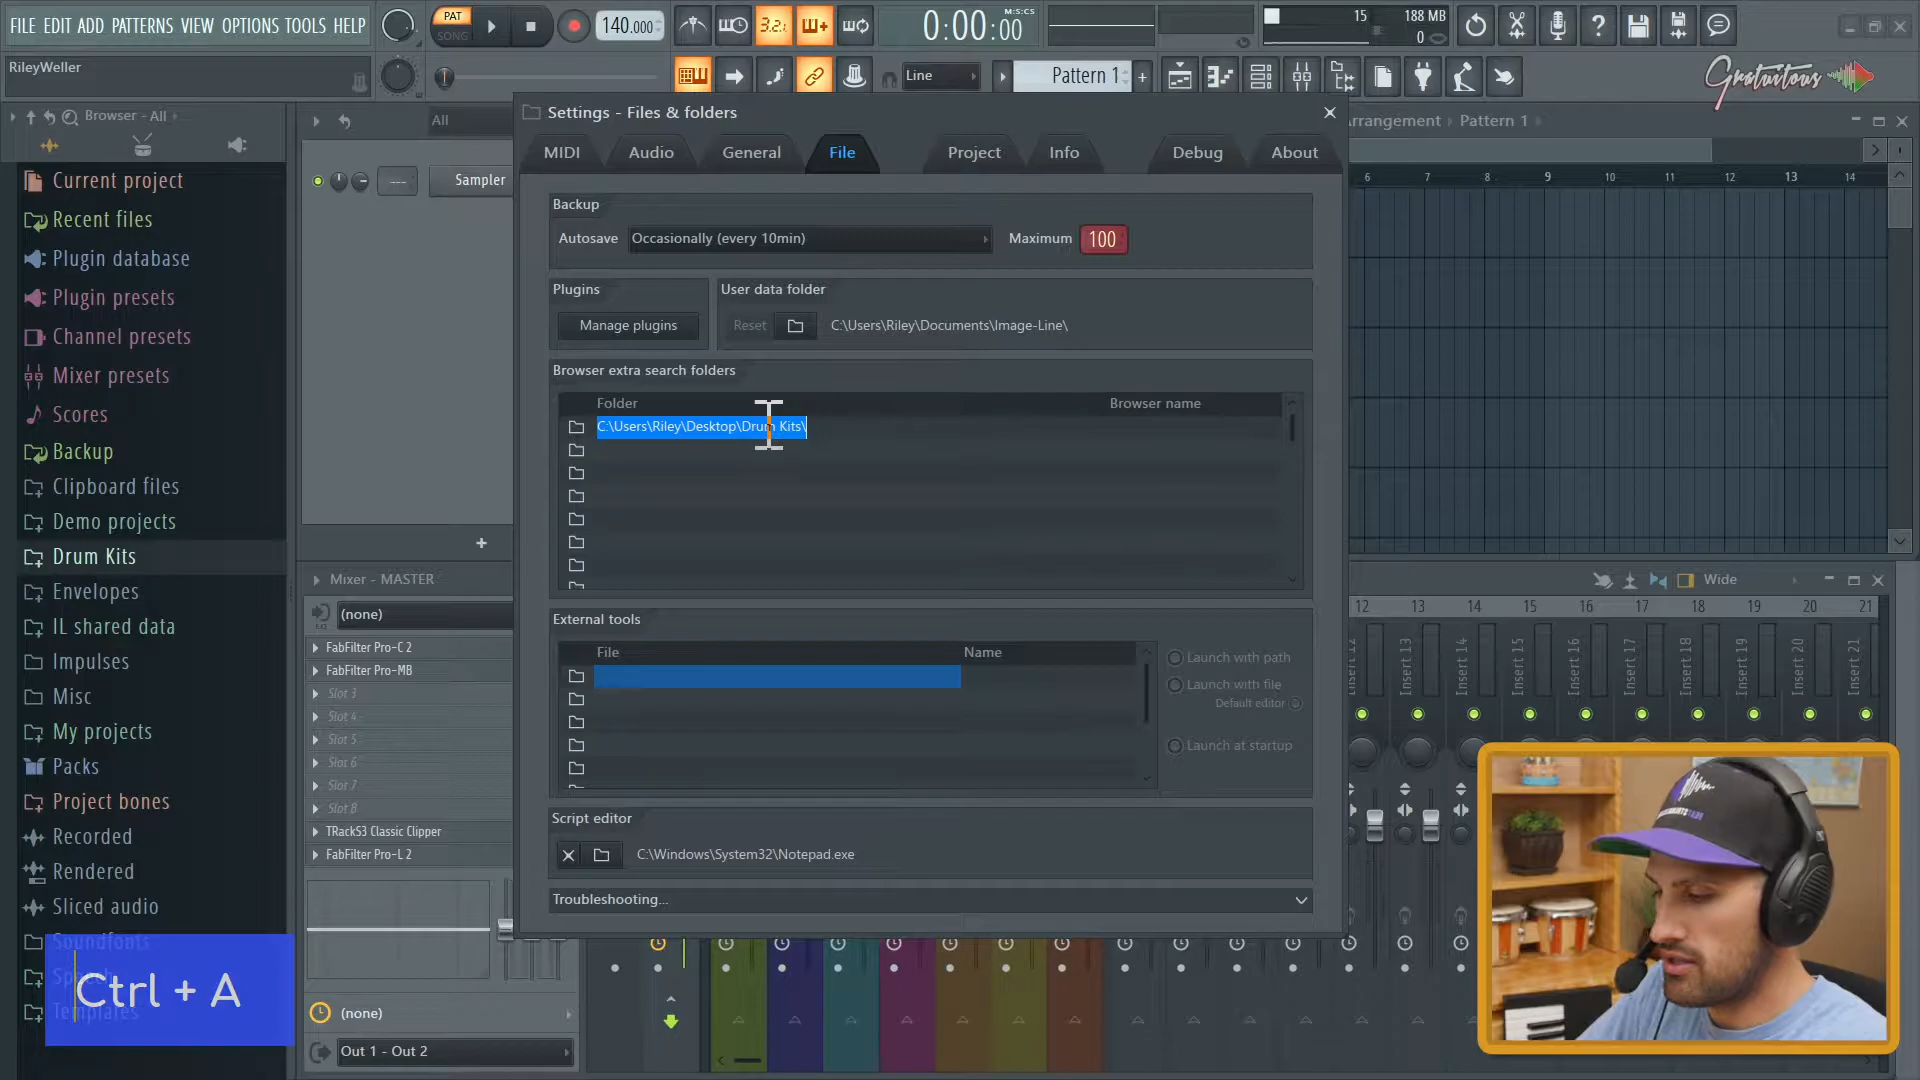 FILE EDIT ADD PATTERNS VIEW OPTIONS TOOLS HELP
PAT
SONG
140.000
3.2.
0:00:00
M:S:CS
15
188 MB
0
RileyWeller
Line
Pattern 1
Gratuitous
Browser - All
Current project
Recent files
Plugin database
Plugin presets
Channel presets
Mixer presets
Scores
Backup
Clipboard files
Demo projects
Drum Kits
Envelopes
IL shared data
Impulses
Misc
My projects
Packs
Project bones
Recorded
Rendered
Sliced audio
Soundfonts
Templates
Ctrl + A
All
Sampler
Mixer - MASTER
(none)
FabFilter Pro-C 2
FabFilter Pro-MB
Slot 3
Slot 4
Slot 5
Slot 6
Slot 7
Slot 8
TRackS3 Classic Clipper
FabFilter Pro-L 2
(none)
Out 1 - Out 2
Settings - Files & folders
MIDI
Audio
General
File
Project
Info
Debug
About
Backup
Autosave
Occasionally (every 10min)
Maximum
100
Plugins
Manage plugins
User data folder
Reset
C:\Users\Riley\Documents\Image-Line\
Browser extra search folders
Folder
Browser name
C:\Users\Riley\Desktop\Drum Kits\
External tools
File
Name
Launch with path
Launch with file
Default editor
Launch at startup
Script editor
C:\Windows\System32\Notepad.exe
Troubleshooting...
Arrangement
Pattern 1
6 7 8 9 10 11 12 13 14
Wide
12 13 14 15 16 17 18 19 20 21
Insert 13
Insert 14
Insert 15
Insert 16
Insert 17
Insert 18
Insert 19
Insert 20
Insert 21